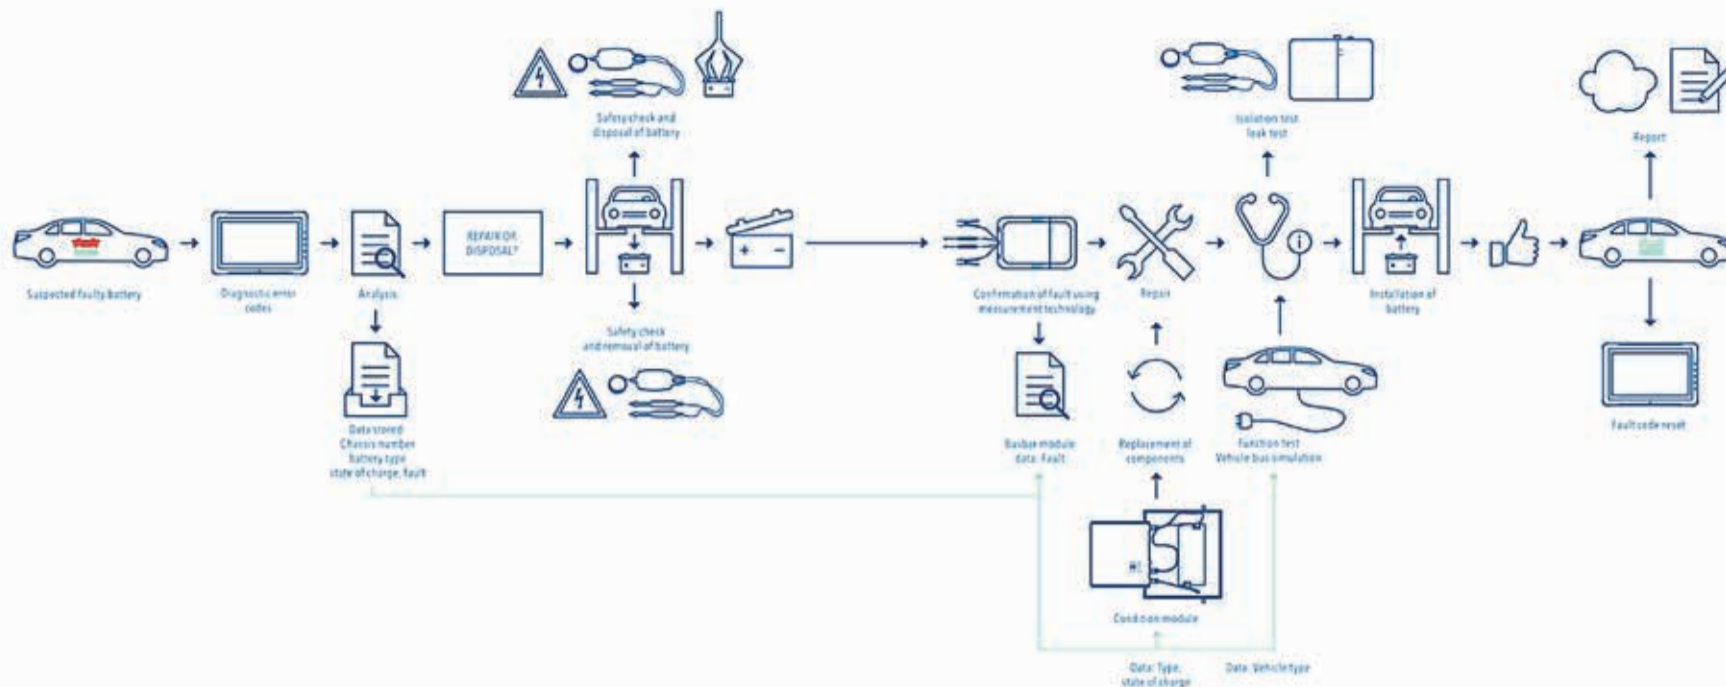 Safety check and
disposal of battery
Isolation test
leak test
Report
REPAIR OR
DISPOSAL?
Suspected faulty battery
Diagnostic error
codes
Analysis
Confirmation of fault using
measurement technology
Repair
Installation of
battery
Safety check
and removal of battery
Data stored
Chassis number
Battery type
state of charge, fault
module
data: Fault
Replacement of
components
Function test
Vehicle bus simulation
Fault code reset
Condition module
Data: Type,
state of charge
Data: Vehicle type